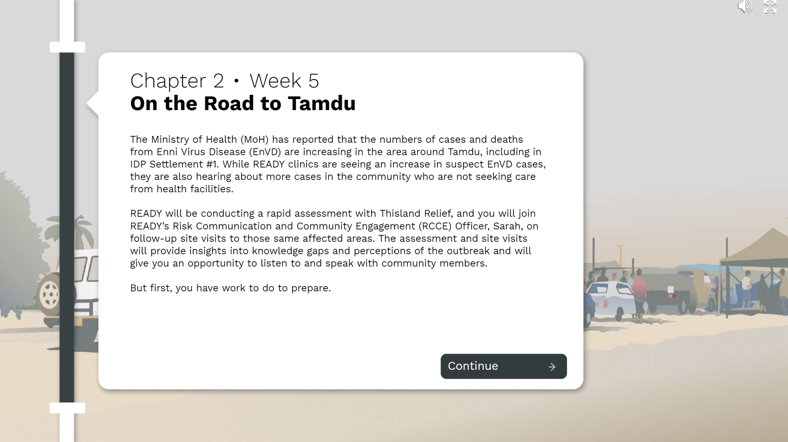 Chapter 2 • Week 5
On the Road to Tamdu
The Ministry of Health (MoH) has reported that the numbers of cases and deaths
from Enni Virus Disease (EnVD) are increasing in the area around Tamdu, including in
IDP Settlement #1. While READY clinics are seeing an increase in suspect EnVD cases,
they are also hearing about more cases in the community who are not seeking care
from health facilities.
READY will be conducting a rapid assessment with Thisland Relief, and you will join
READY's Risk Communication and Community Engagement (RCCE) Officer, Sarah, on
follow-up site visits to those same affected areas. The assessment and site visits
will provide insights into knowledge gaps and perceptions of the outbreak and will
give you an opportunity to listen to and speak with community members.
But first, you have work to do to prepare.
Continue →